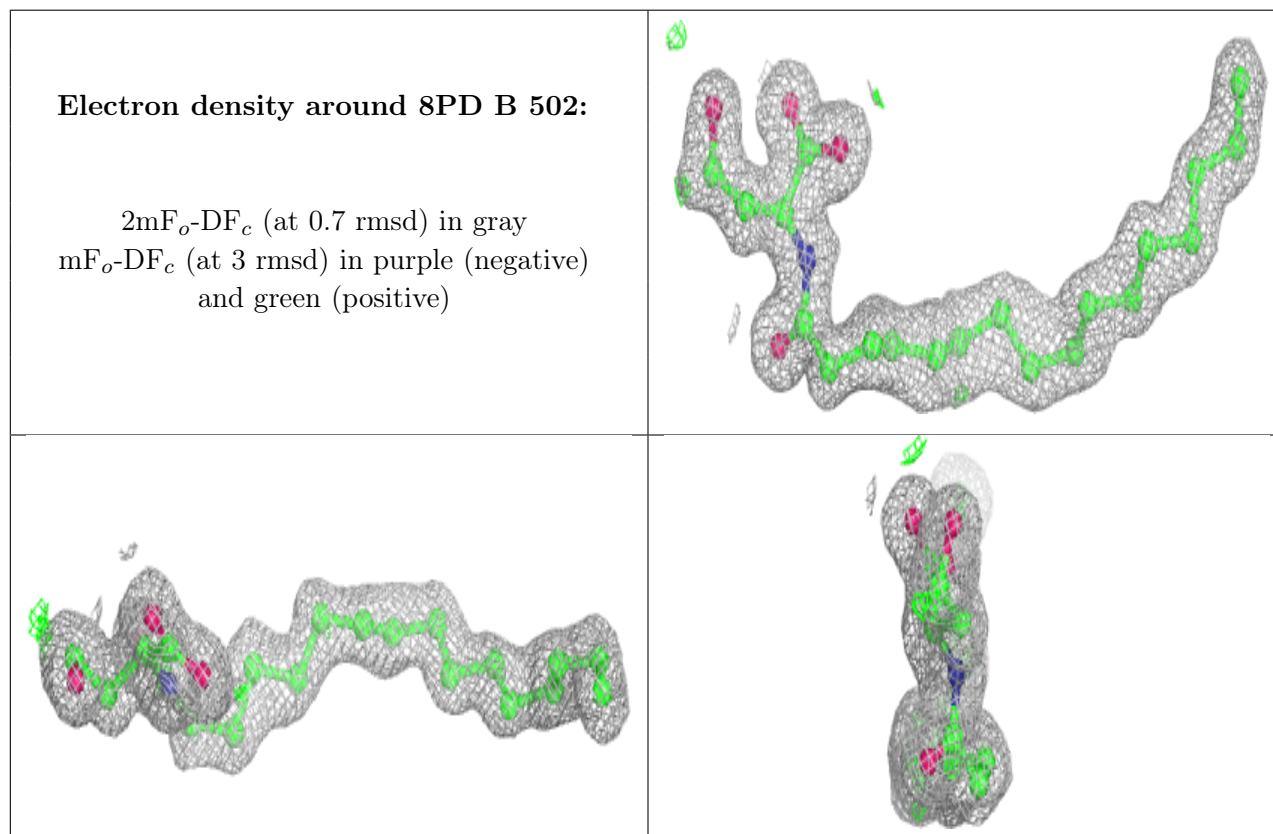 Electron density around 8PD B 502:
2mFo-DFc (at 0.7 rmsd) in gray
mFo-DFc (at 3 rmsd) in purple (negative)
and green (positive)